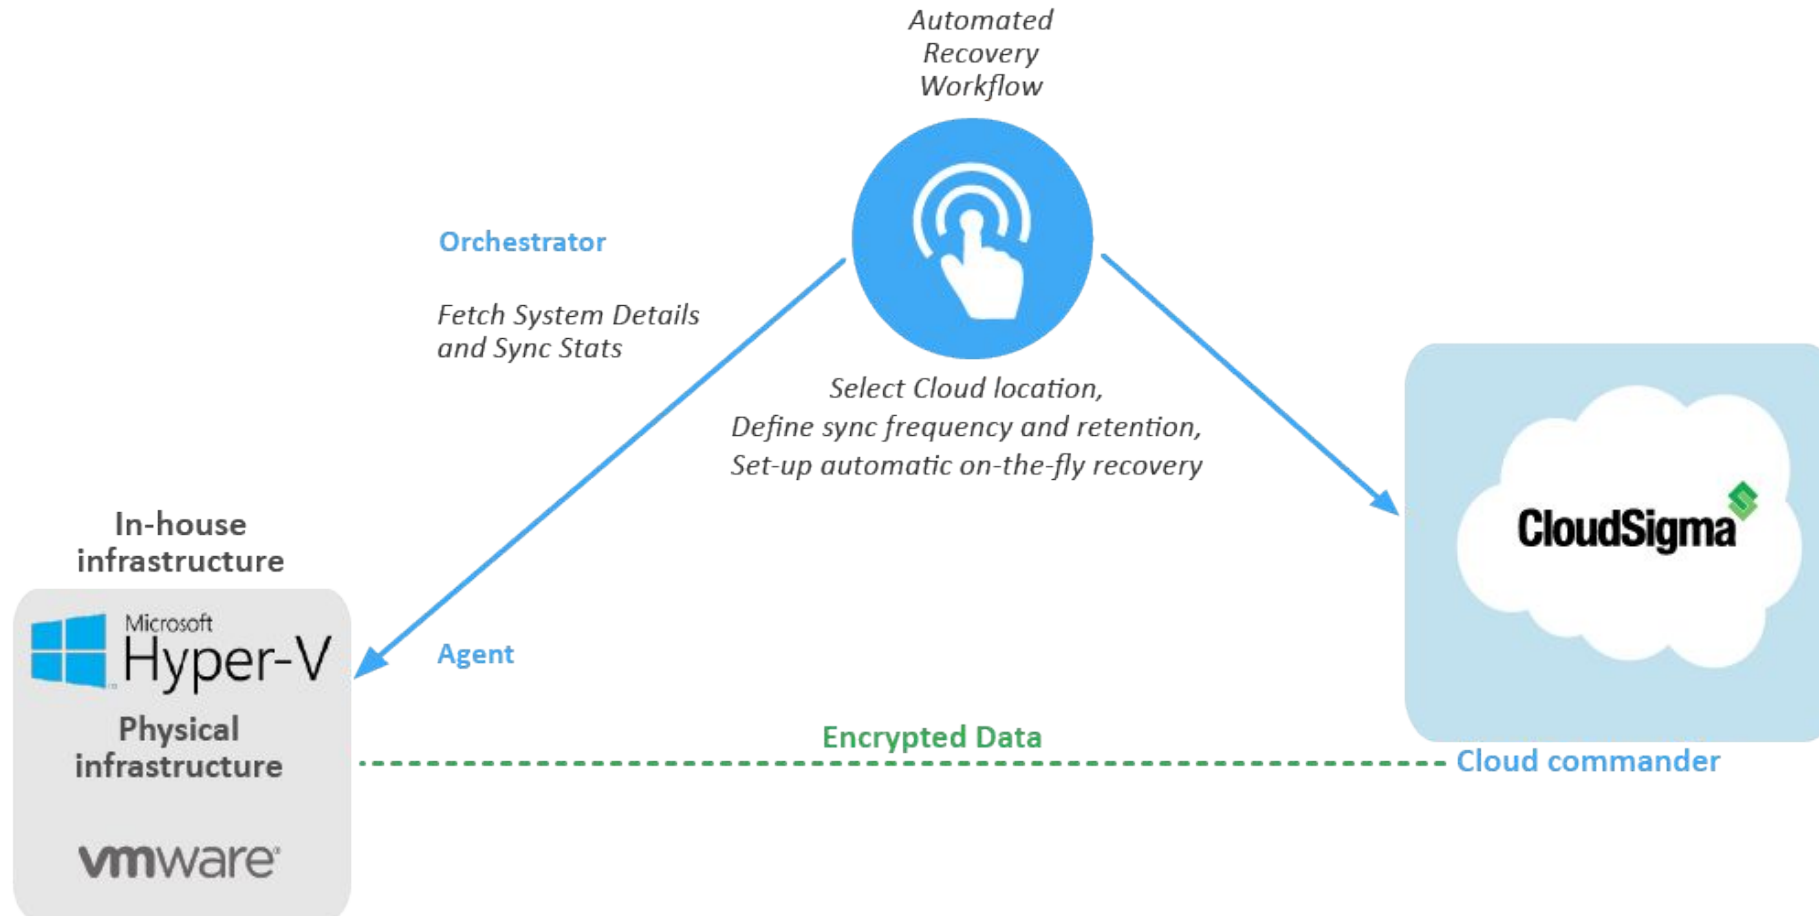 Automated
Recovery
Workflow
Orchestrator
Fetch System Details
and Sync Stats
Select Cloud location,
Define sync frequency and retention,
Set-up automatic on-the-fly recovery
CloudSigma
In-house
infrastructure
Microsoft
Hyper-V
Physical
infrastructure
vmware®
Agent
Encrypted Data
Cloud commander